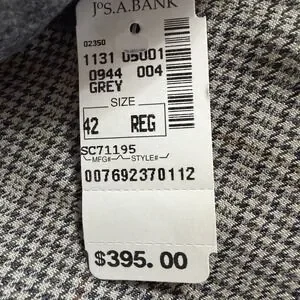 JoS.A.BANK
02350
1131 05001
0944 004
GREY
SIZE
42 REG
SC71195
MFG# STYLE#
007692370112
$395.00